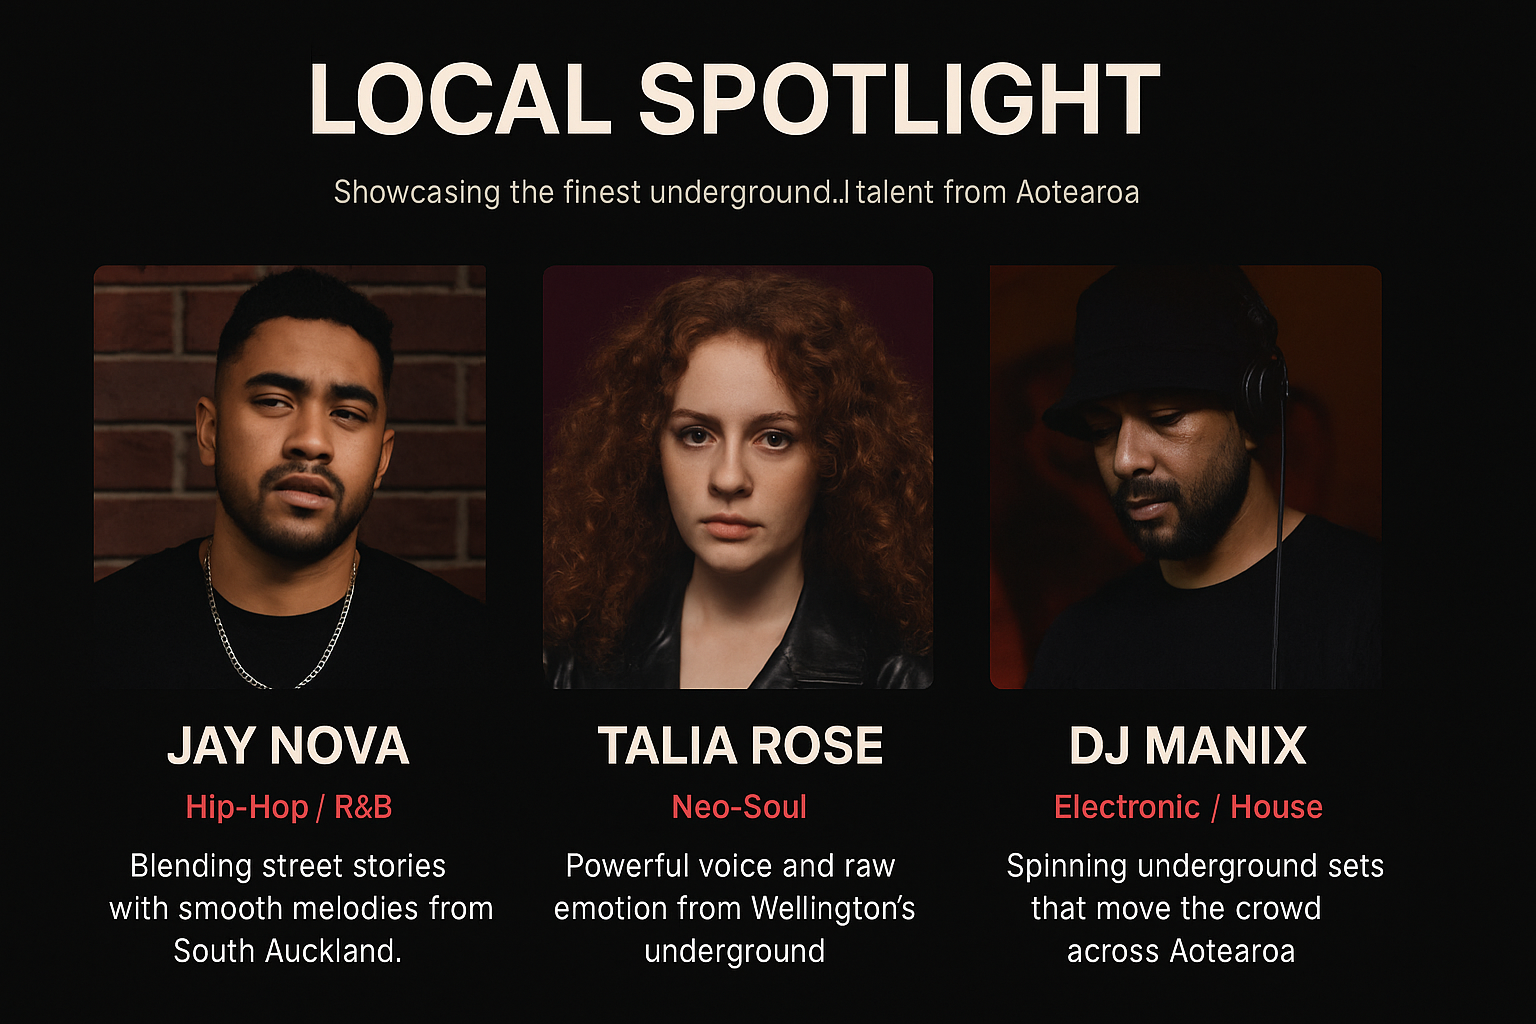 LOCAL SPOTLIGHT
Showcasing the finest underground..l talent from Aotearoa
JAY NOVA
Hip-Hop / R&B
Blending street stories
with smooth melodies from
South Auckland.
TALIA ROSE
Neo-Soul
Powerful voice and raw
emotion from Wellington’s
underground
DJ MANIX
Electronic / House
Spinning underground sets
that move the crowd
across Aotearoa